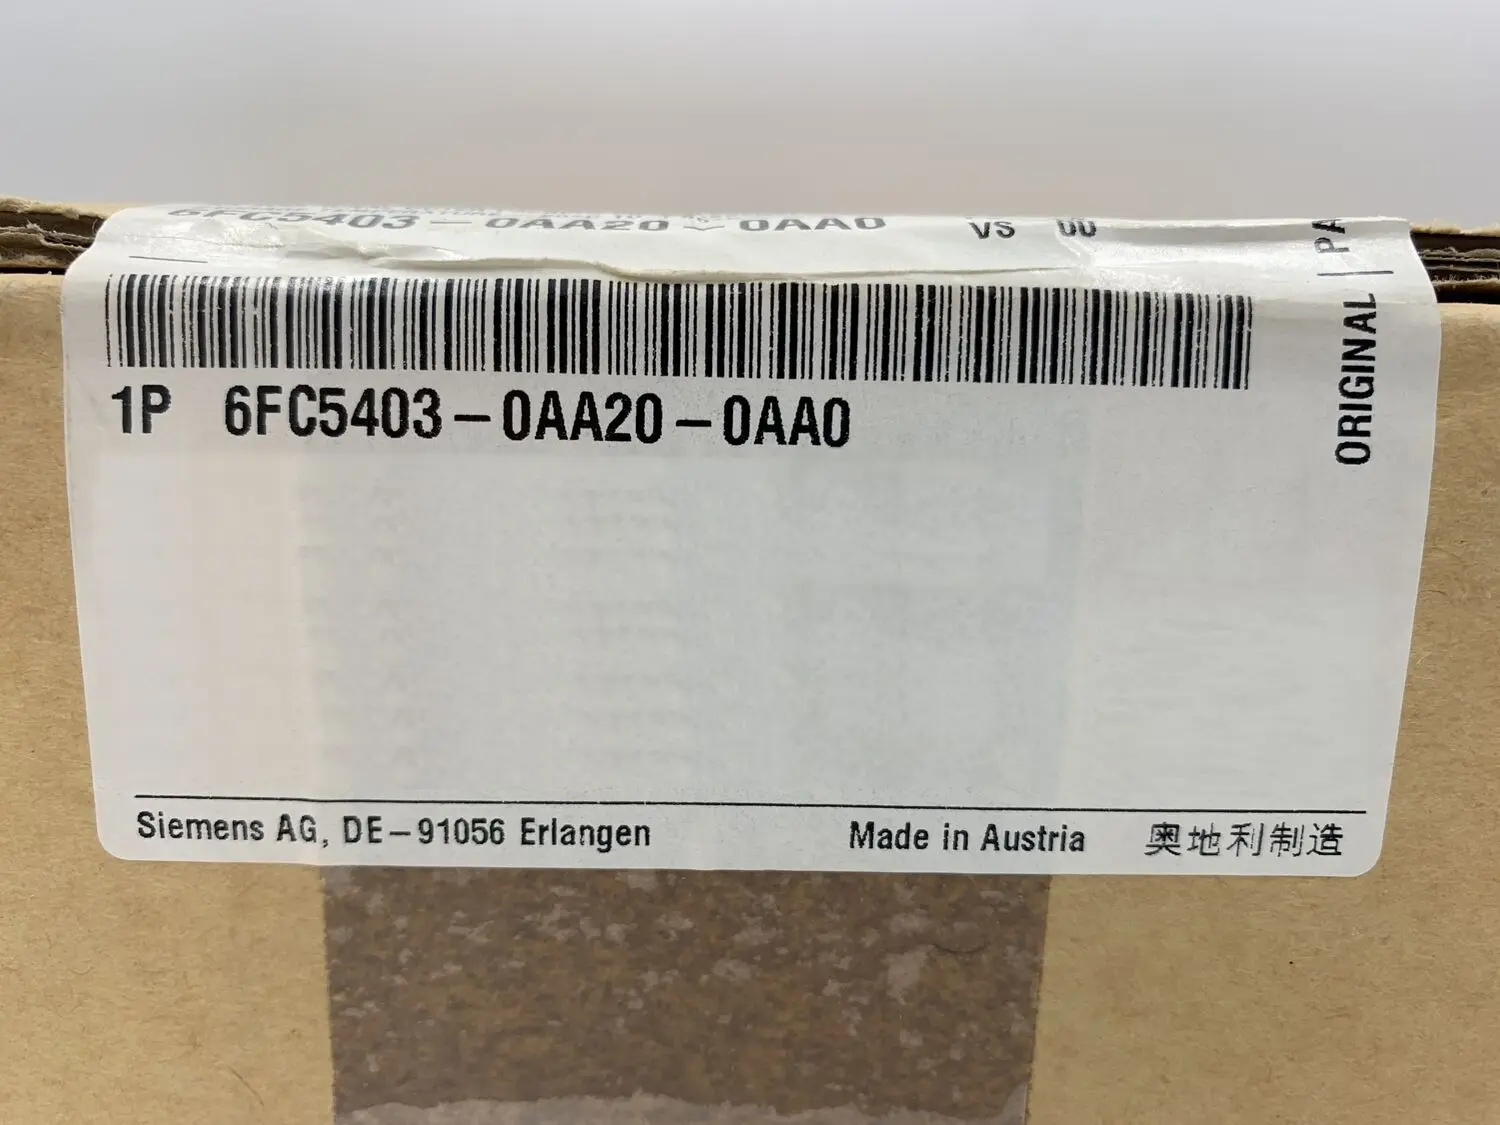 6FC5403-0AA20-0AA0 VS 00
1P 6FC5403-0AA20-0AA0
ORIGINAL
Siemens AG, DE-91056 Erlangen Made in Austria 奥地利制造